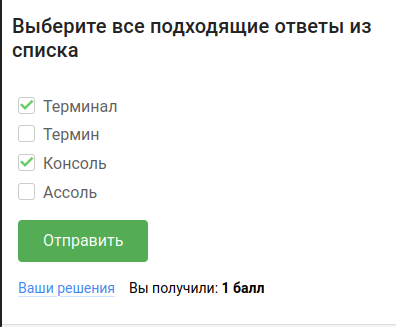 Выберите все подходящие ответы из
списка
Терминал
Термин
Консоль
Ассоль
Отправить
Ваши решения Вы получили: 1 балл